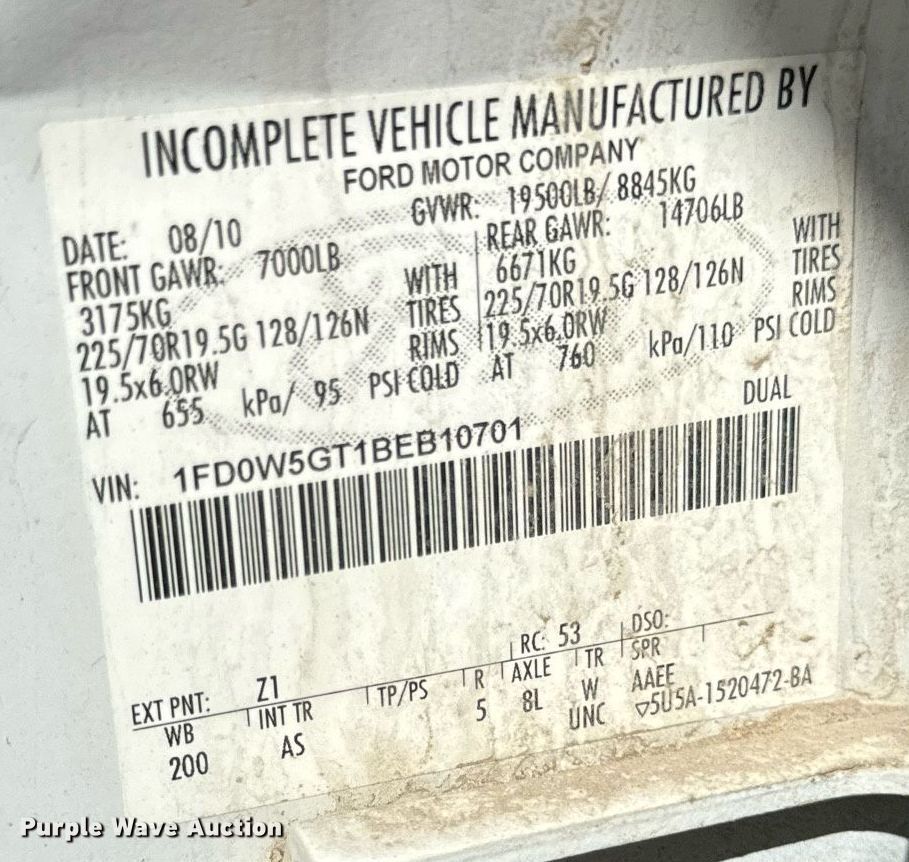 INCOMPLETE VEHICLE MANUFACTURED BY
FORD MOTOR COMPANY
DATE: 08/10
GVWR: 19500LB/ 8845KG
FRONT GAWR: 7000LB
3175KG WITH
225/70R19.5G 128/126N TIRES
19.5x6.0RW RIMS
AT 655 kPa/ 95 PSI COLD
REAR GAWR: 14706LB
6671KG WITH
225/70R19.5G 128/126N TIRES
19.5x6.0RW RIMS
AT 760 kPa/110 PSI COLD
DUAL
VIN: 1FD0W5GT1BEB10701
EXT PNT: Z1 RC: 53 DSO:
WB INT TR TP/PS R AXLE TR SPR
200 AS 5 8L W AAEE
UNC ▽5U5A-1520472-BA
Purple Wave Auction